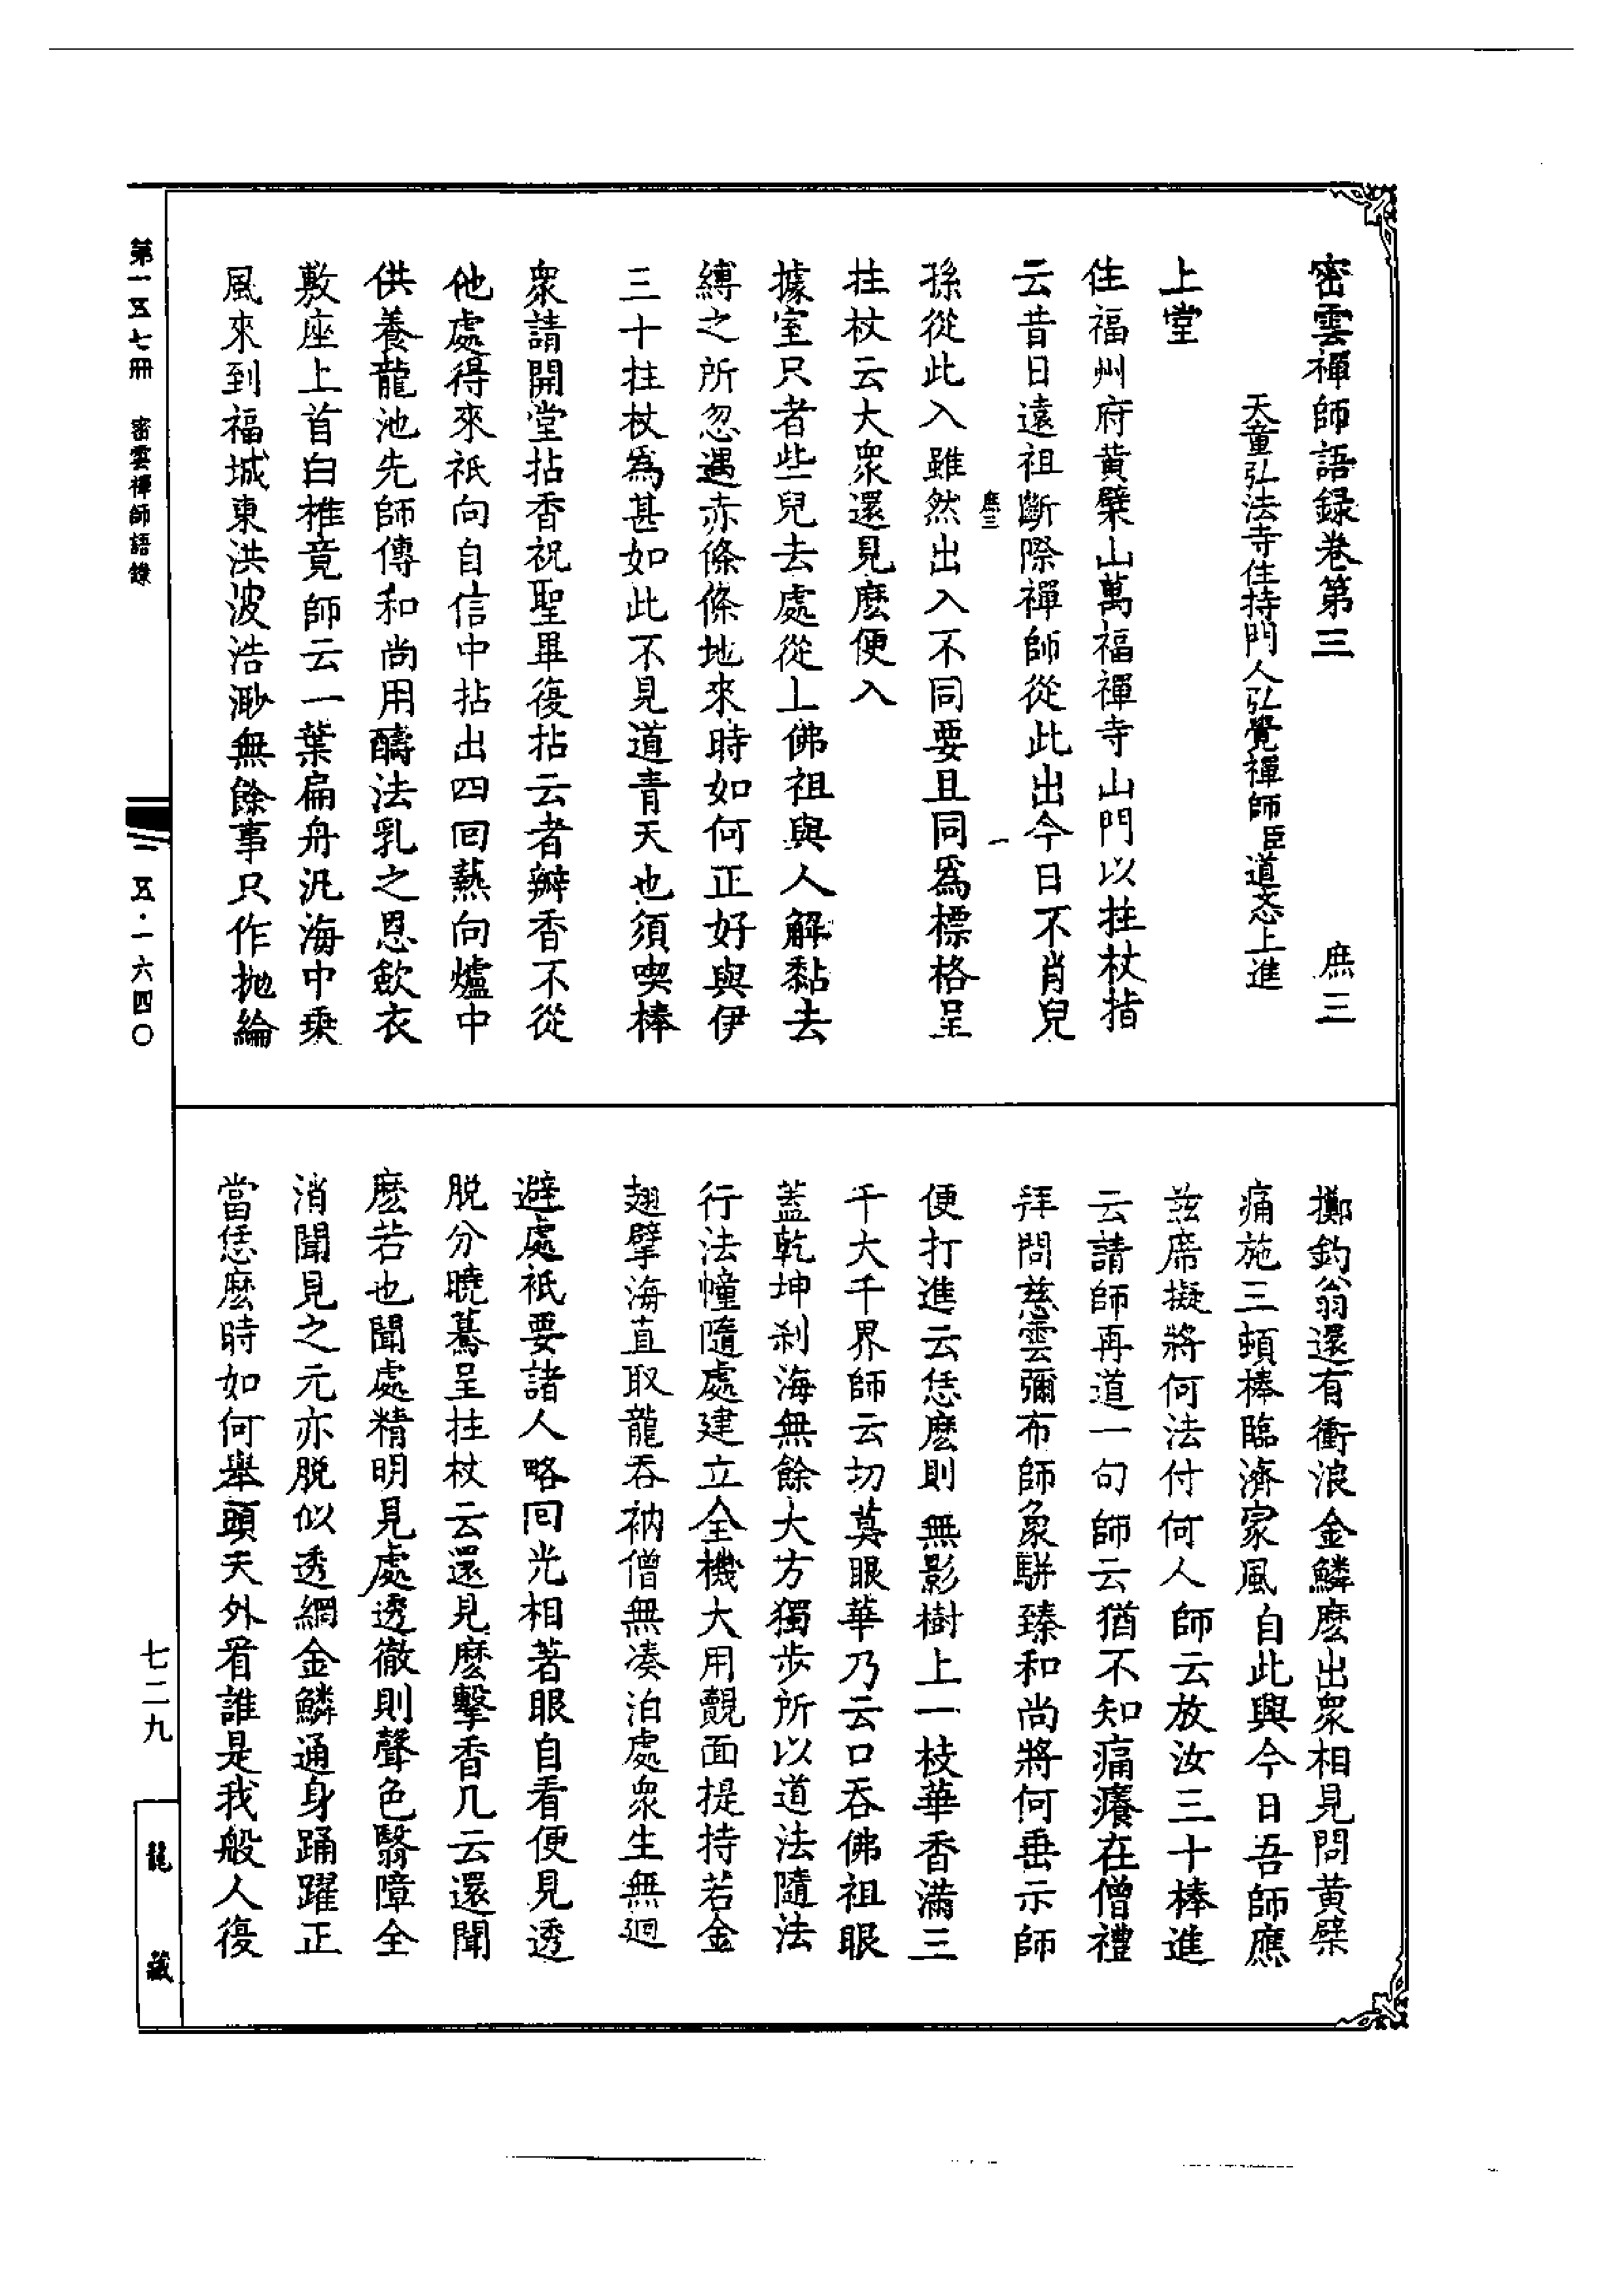 密雲禪師語録卷第三　庶三
天童弘法寺住持門人弘覺禪師臣道忞上進
上堂
住福州府黄檗山萬福禪寺山門以拄杖指
云昔日遠祖斷際禪師從此出今日不肖兒
庶三　一
孫從此入雖然出入不同要且同爲標格呈
拄杖云大衆還見麽便入
據室只者些兒去處從上佛祖與人解黏去
縛之所忽遇赤條條地來時如何正好與伊
三十拄杖為甚如此不見道青天也須喫棒
衆請開堂拈香祝聖畢復拈云者瓣香不從
他處得來祇向自信中拈出四回熱向爐中
供養龍池先師傳和尚用酬法乳之恩歛衣
敷座上首白椎竟師云一葉扁舟汎海中乗
風來到福城東洪波浩渺無餘事只作抛綸
擲釣翁還有衝浪金鱗麽出衆相見問黄檗
痛施三頓棒臨濟家風自此興今日吾師應
兹席擬將何法付何人師云放汝三十棒進
云請師再道一句師云猶不知痛癢在僧禮
拜問慈雲彌布師象駢臻和尚將何垂示師
便打進云恁麽則無影樹上一枝華香滿三
千大千界師云切莫眼華乃云口吞佛祖眼
蓋乾坤刹海無餘大方獨步所以道法隨法
行法幢隨處建立全機大用覿面提持若金
翅擘海直取龍吞衲僧無凑泊處衆生無迴
避處祇要諸人略回光相著眼自看便見透
脱分曉驀呈拄杖云還見麽擊香几云還聞
麽若也聞處精明見處透徹則聲色翳障全
消聞見之元亦脱似透網金鱗通身踊躍正
當恁麽時如何舉頭天外看誰是我般人復
第一五七冊　密雲禪師語錄
一五·一六四〇
七二九
龍藏